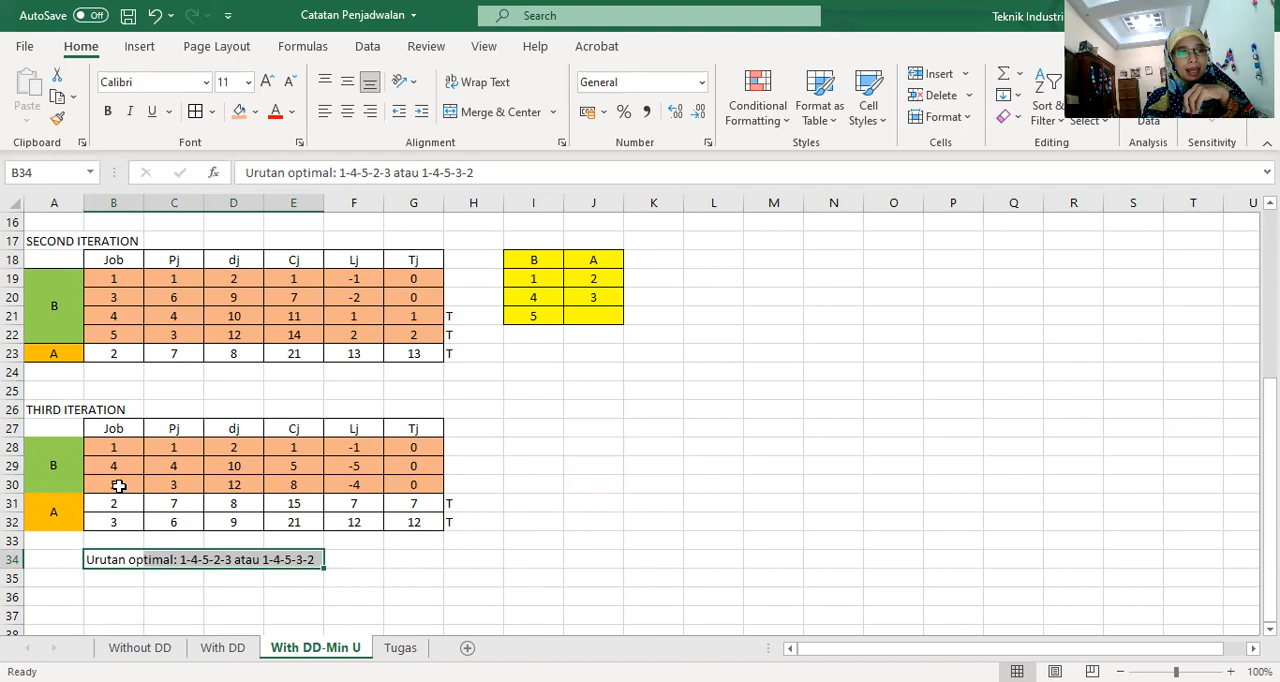 AutoSave Off Catatan Penjadwalan Search Teknik Industri
File Home Insert Page Layout Formulas Data Review View Help Acrobat
Paste
Calibri 11 A A
B I U A
Wrap Text
Merge & Center
General
% ,
Conditional Formatting
Format as Table
Cell Styles
Insert
Delete
Format
Sort &
Filter
Select
Data
Clipboard Font Alignment Number Styles Cells Editing Analysis Sensitivity
B34 fx Urutan optimal: 1-4-5-2-3 atau 1-4-5-3-2
A B C D E F G H I J K L M N O P Q R S T U
16
17 SECOND ITERATION
18 Job Pj dj Cj Lj Tj B A
19 1 1 2 1 -1 0 1 2
20 B 3 6 9 7 -2 0 4 3
21 4 4 10 11 1 1 T 5
22 5 3 12 14 2 2 T
23 A 2 7 8 21 13 13 T
24
25
26 THIRD ITERATION
27 Job Pj dj Cj Lj Tj
28 1 1 2 1 -1 0
29 B 4 4 10 5 -5 0
30 3 12 8 -4 0
31 A 2 7 8 15 7 7 T
32 3 6 9 21 12 12 T
33
34 Urutan optimal: 1-4-5-2-3 atau 1-4-5-3-2
35
36
37
38
Without DD With DD With DD-Min U Tugas
Ready 100%